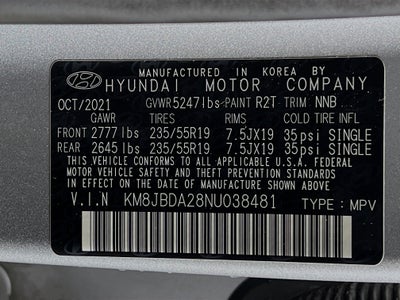 MANUFACTURED IN KOREA BY
HYUNDAI MOTOR COMPANY
OCT/2021 GVWR5247lbs PAINT R2T TRIM NNB
GAWR TIRES RIMS COLD TIRE INFL
FRONT 2777lbs 235/55R19 7.5JX19 35psi SINGLE
REAR 2645lbs 235/55R19 7.5JX19 35psi SINGLE
THIS VEHICLE CONFORMS TO ALL APPLICABLE U.S.A. FEDERAL
MOTOR VEHICLE SAFETY STANDARDS AND THEFT PREVENTION STANDARDS
IN EFFECT ON THE DATE OF MANUFACTURE SHOWN ABOVE.
V.I.N KM8JBDA28NU038481 TYPE:MPV